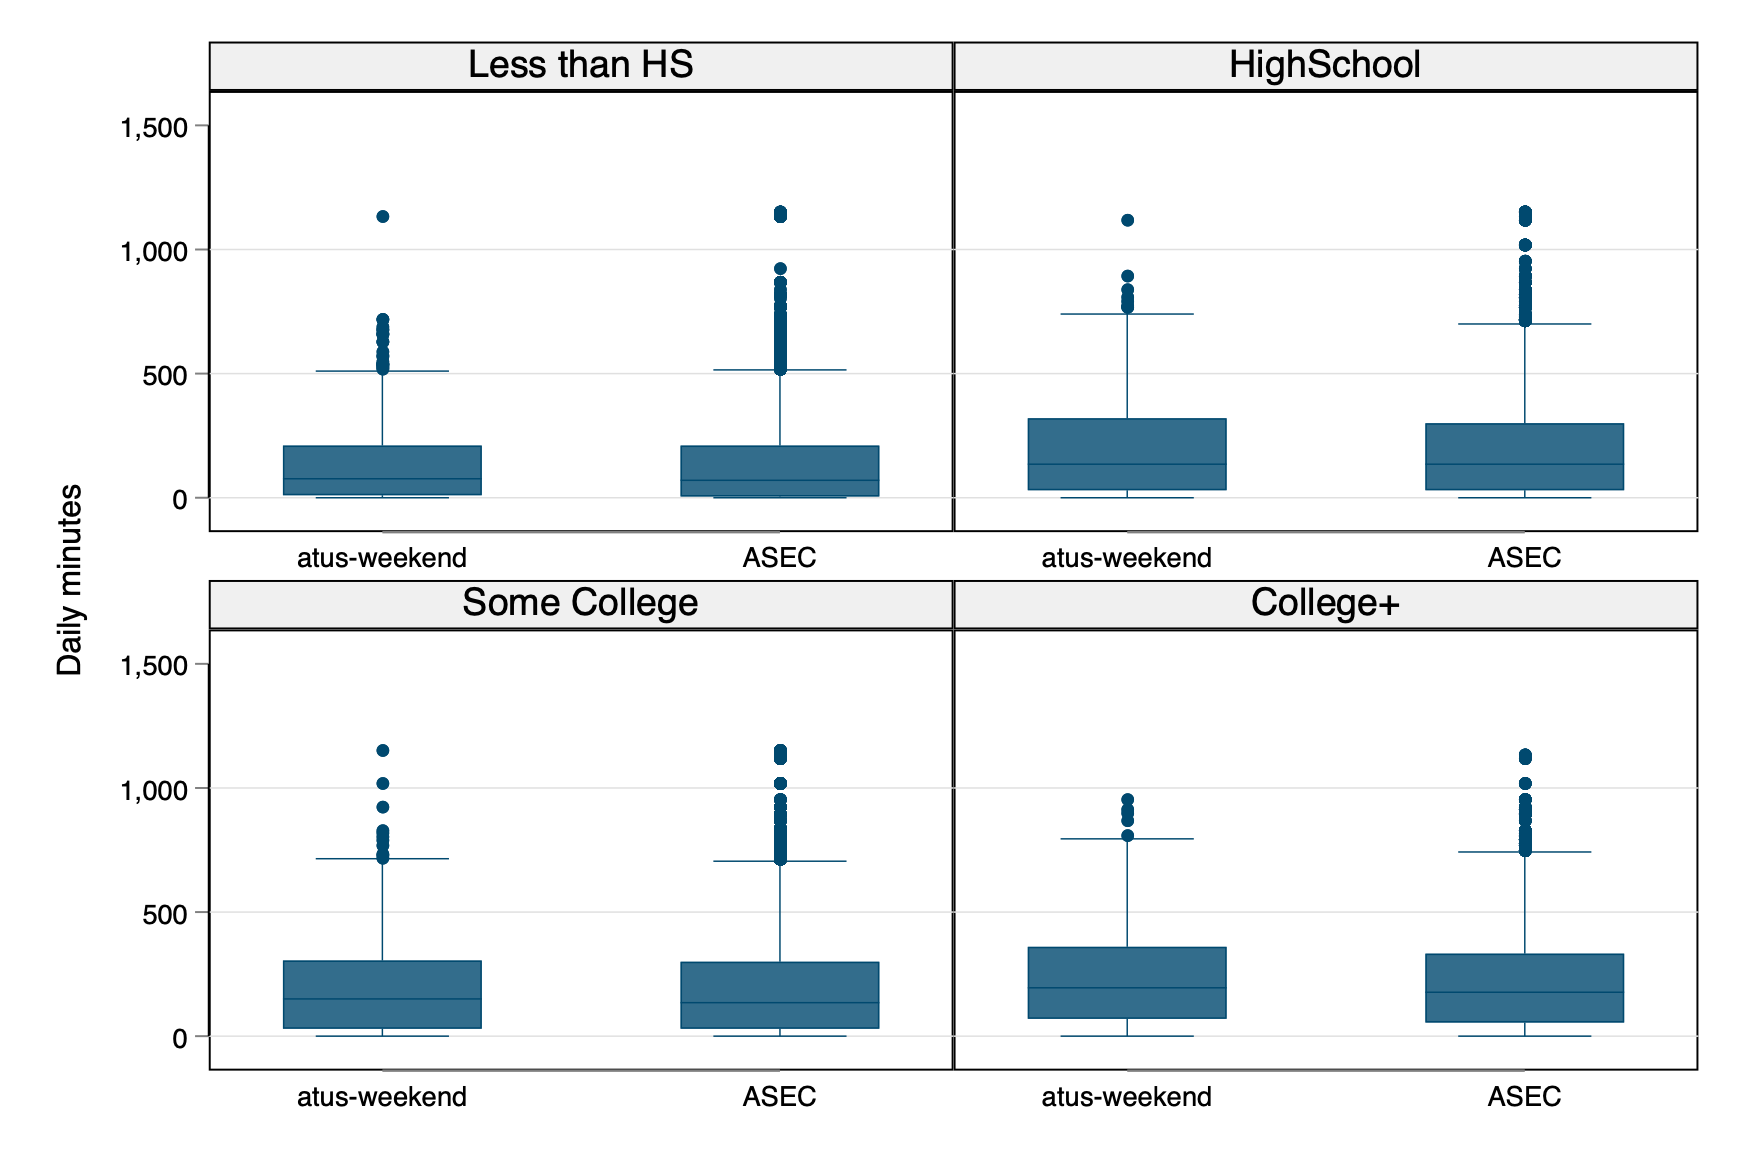 Less than HS
HighSchool
1,500
1,000
500
0
atus-weekend
ASEC
atus-weekend
ASEC
Daily minutes
Some College
College+
1,500
1,000
500
0
atus-weekend
ASEC
atus-weekend
ASEC